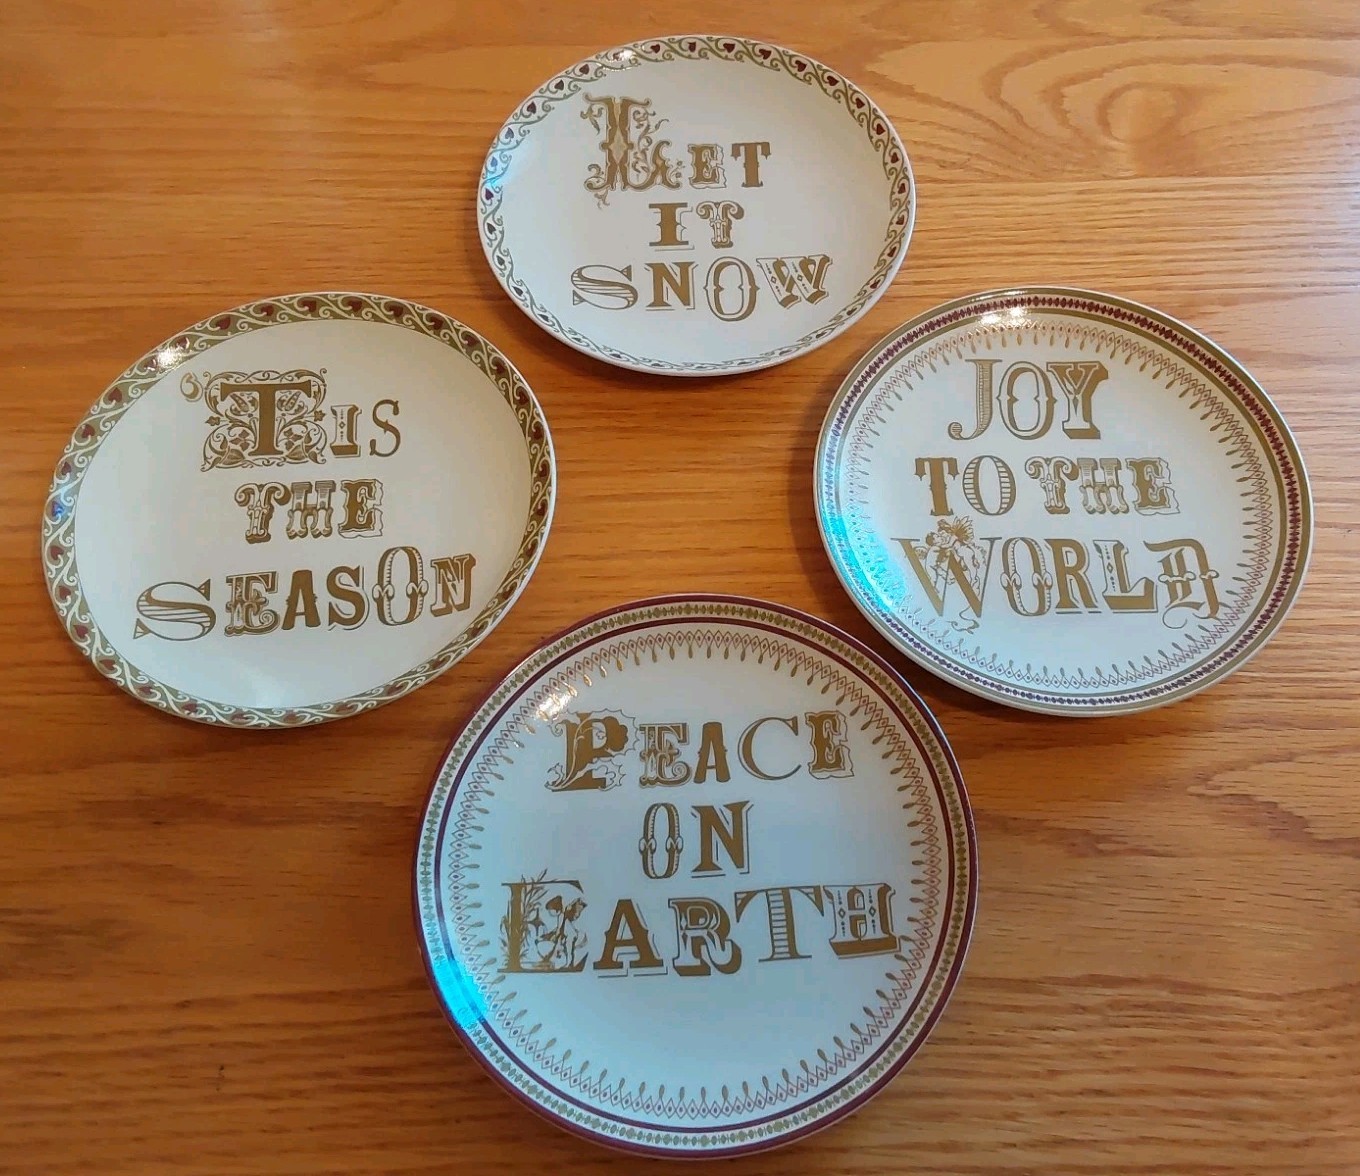 LET
IT
SNOW
'TIS
THE
SEASON
JOY
TO THE
WORLD
PEACE
ON
EARTH